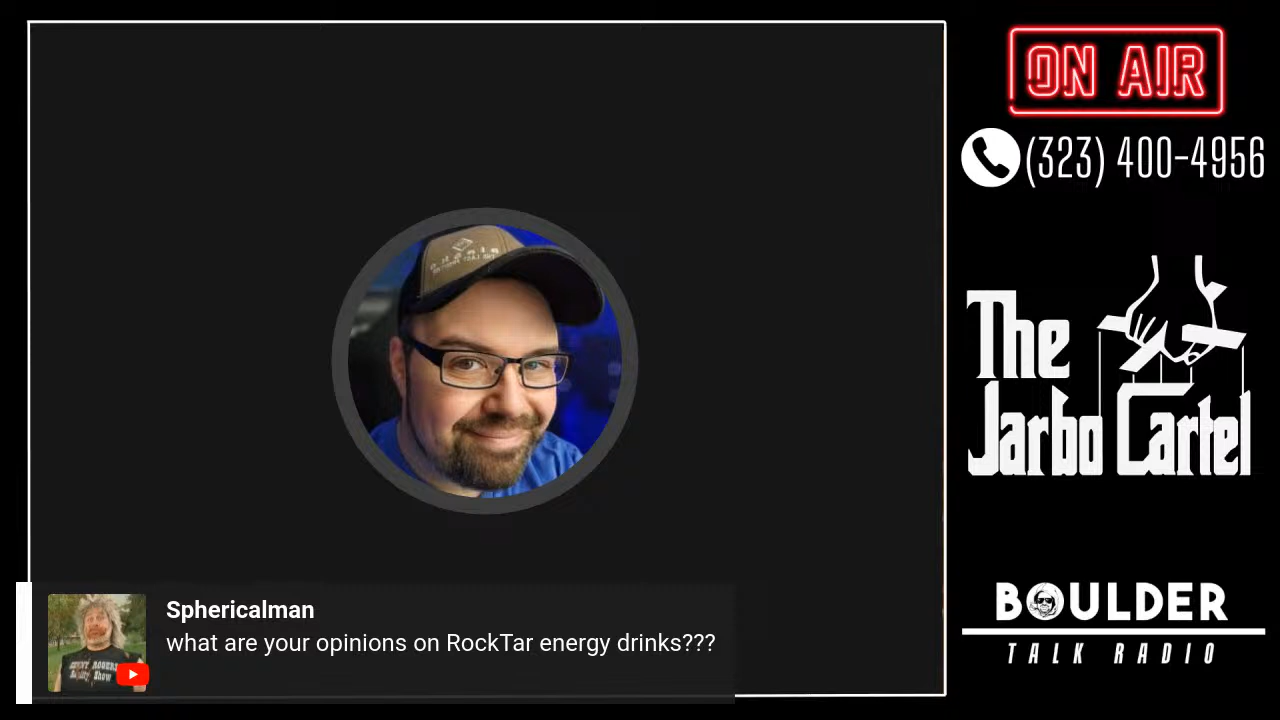 ON AIR
(323) 400-4956
The
Jarbo Cartel
BOULDER
TALK RADIO
Sphericalman
what are your opinions on RockTar energy drinks???